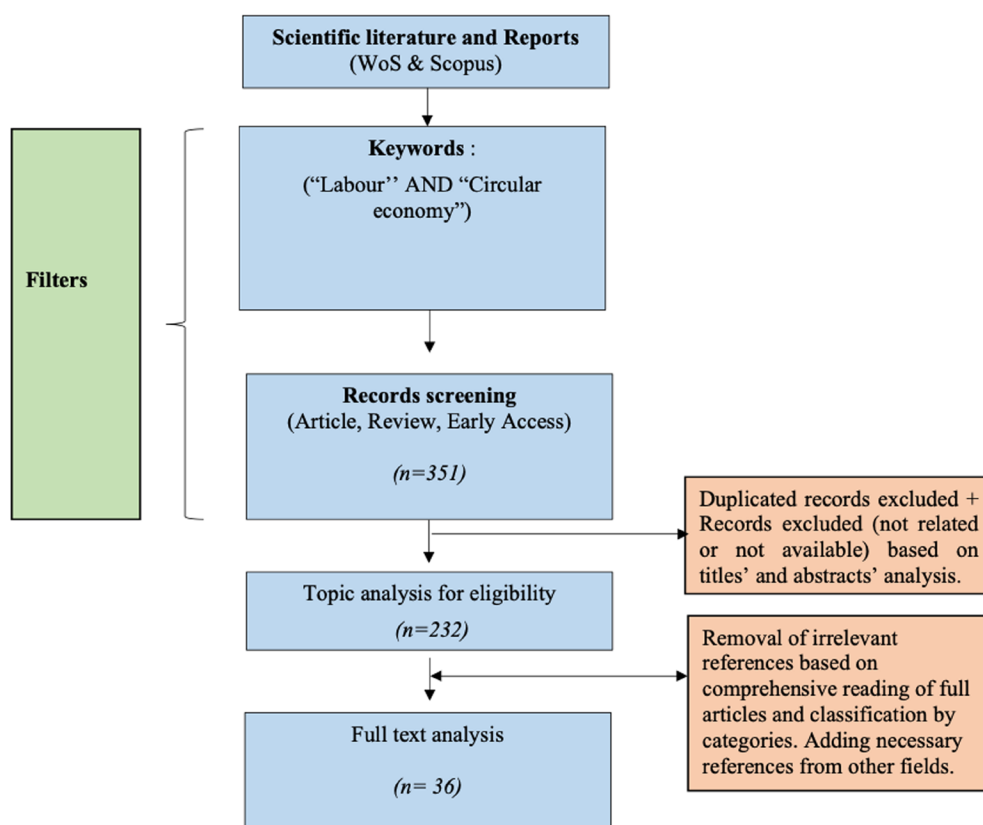 Scientific literature and Reports
(WoS & Scopus)
Filters
Keywords :
(“Labour’’ AND “Circular
economy”)
Records screening
(Article, Review, Early Access)
(n=351)
Duplicated records excluded +
Records excluded (not related
or not available) based on
titles’ and abstracts’ analysis.
Topic analysis for eligibility
(n=232)
Removal of irrelevant
references based on
comprehensive reading of full
articles and classification by
categories. Adding necessary
references from other fields.
Full text analysis
(n= 36)